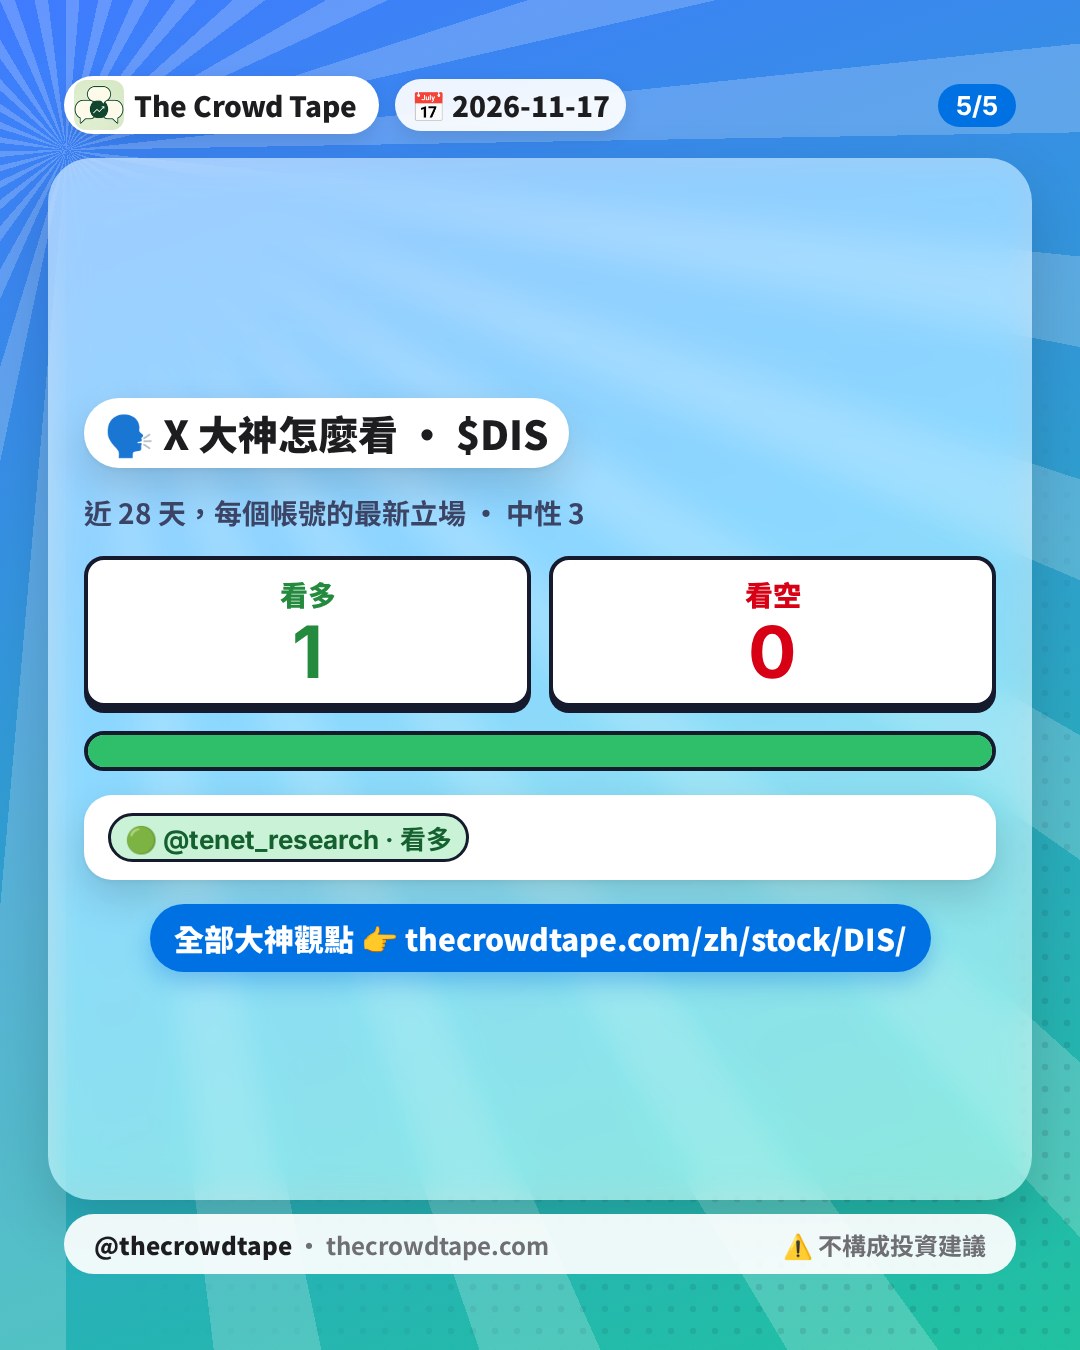 The Crowd Tape
📅 2026-11-17
5/5
🗣️ X 大神怎麼看 · $DIS
近 28 天，每個帳號的最新立場 · 中性 3
看多
1
看空
0
🟢 @tenet_research · 看多
全部大神觀點 👉 thecrowdtape.com/zh/stock/DIS/
@thecrowdtape · thecrowdtape.com
⚠️ 不構成投資建議